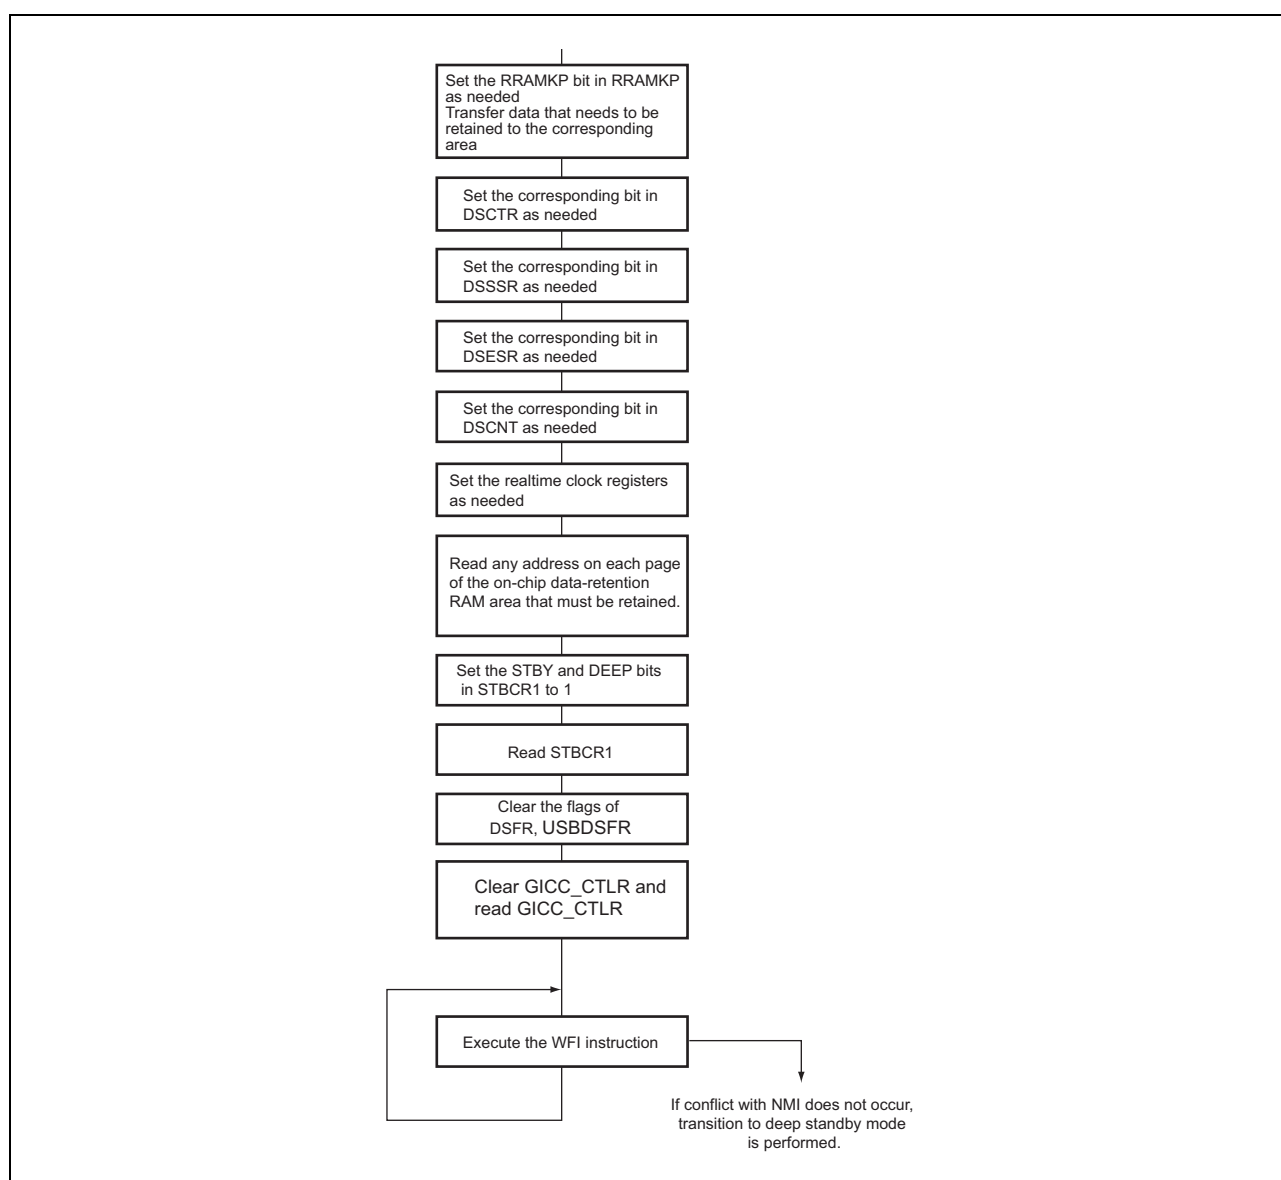 Set the RRAMKP bit in RRAMKP
as needed
Transfer data that needs to be
retained to the corresponding
area
Set the corresponding bit in
DSCTR as needed
Set the corresponding bit in
DSSSR as needed
Set the corresponding bit in
DSESR as needed
Set the corresponding bit in
DSCNT as needed
Set the realtime clock registers
as needed
Read any address on each page
of the on-chip data-retention
RAM area that must be retained.
Set the STBY and DEEP bits
in STBCR1 to 1
Read STBCR1
Clear the flags of
DSFR, USBDSFR
Clear GICC_CTLR and
read GICC_CTLR
Execute the WFI instruction
If conflict with NMI does not occur,
transition to deep standby mode
is performed.